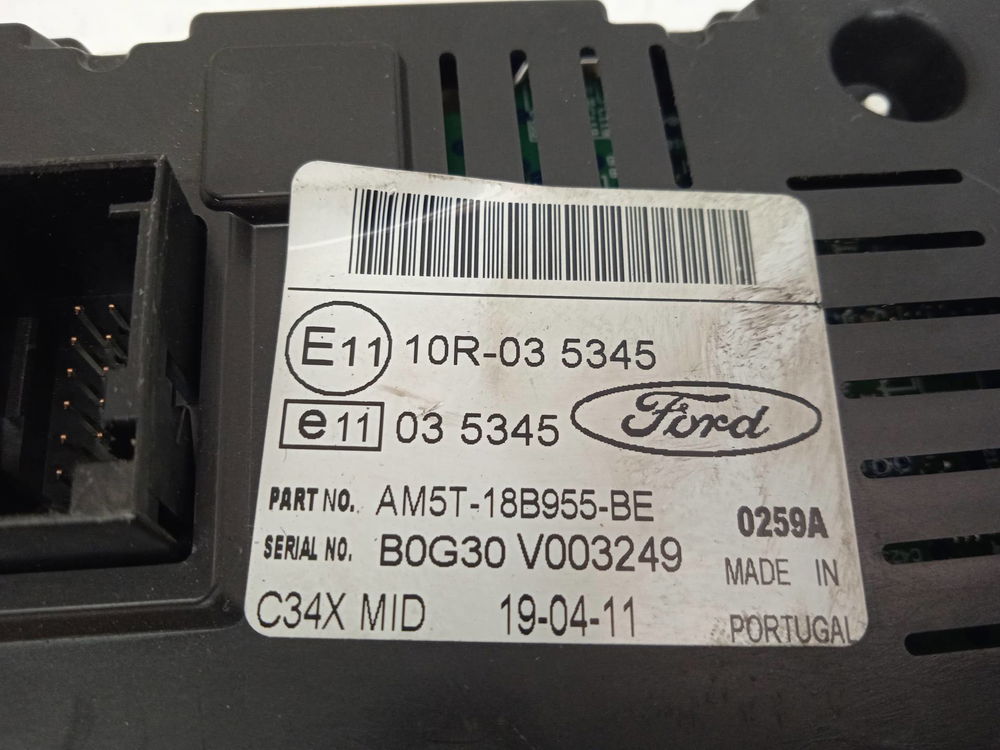 E11 10R-03 5345
e11 03 5345 Ford
PART NO. AM5T-18B955-BE
0259A
SERIAL NO. B0G30 V003249
MADE IN
C34X MID 19-04-11
PORTUGAL